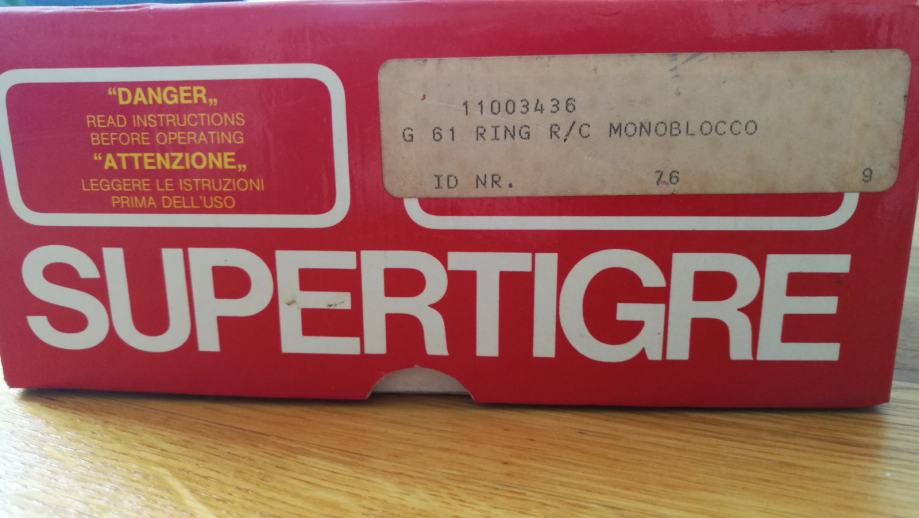 “DANGER„
READ INSTRUCTIONS
BEFORE OPERATING
“ATTENZIONE„
LEGGERE LE ISTRUZIONI
PRIMA DELL'USO
11003436
G 61 RING R/C MONOBLOCCO
ID NR. 76 9
SUPERTIGRE